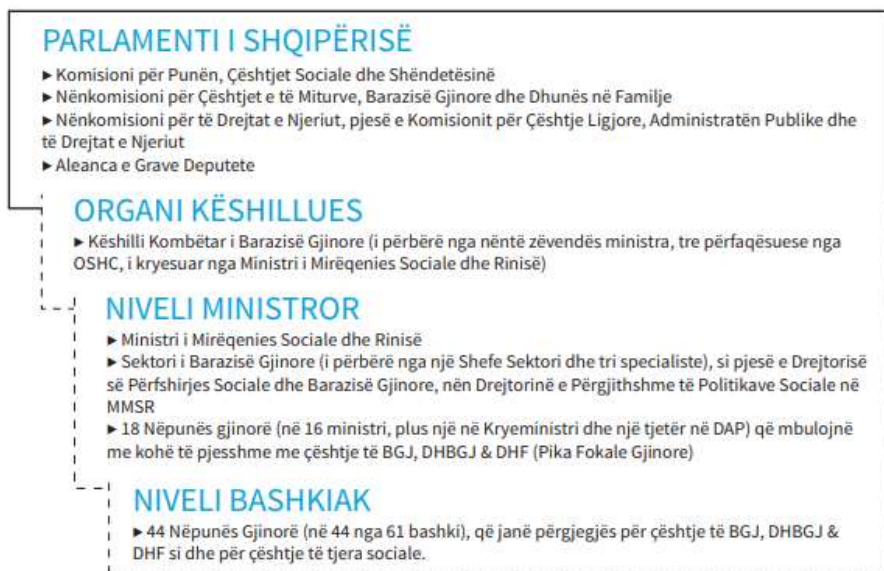 PARLAMENTI I SHQIPËRISË
▸ Komisioni për Punën, Çështjet Sociale dhe Shëndetësinë
▸ Nënkomisioni për Çështjet e të Miturve, Barazisë Gjinore dhe Dhunës në Familje
▸ Nënkomisioni për të Drejtat e Njeriut, pjesë e Komisionit për Çështje Ligjore, Administratën Publike dhe
të Drejtat e Njeriut
▸ Aleanca e Grave Deputete
ORGANI KËSHILLUES
▸ Këshilli Kombëtar i Barazisë Gjinore (i përbërë nga nëntë zëvendës ministra, tre përfaqësuese nga
OSHC, i kryesuar nga Ministri i Mirëqenies Sociale dhe Rinisë)
NIVELI MINISTROR
▸ Ministri i Mirëqenies Sociale dhe Rinisë
▸ Sektori i Barazisë Gjinore (i përbërë nga një Shefe Sektori dhe tri specialiste), si pjesë e Drejtorisë
së Përfshirjes Sociale dhe Barazisë Gjinore, nën Drejtorinë e Përgjithshme të Politikave Sociale në
MMSR
▸ 18 Nëpunës gjinorë (në 16 ministri, plus një në Kryeministri dhe një tjetër në DAP) që mbulojnë
me kohë të pjesshme me çështje të BGJ, DHBGJ & DHF (Pika Fokale Gjinore)
NIVELI BASHKIAK
▸ 44 Nëpunës Gjinorë (në 44 nga 61 bashki), që janë përgjegjës për çështje të BGJ, DHBGJ &
DHF si dhe për çështje të tjera sociale.